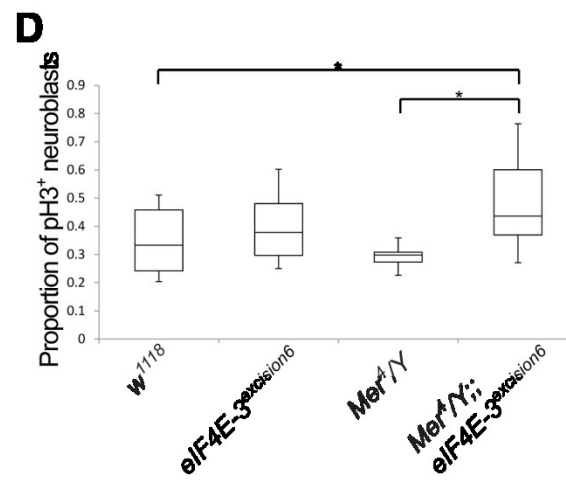 D
Proportion of pH3⁺ neuroblasts
*
*
0.9
0.8
0.7
0.6
0.5
0.4
0.3
0.2
0.1
0
w¹¹¹⁸
eIF4E-3ᵉˣᶜⁱˢⁱᵒⁿ⁶
Mer⁴/Y
Mer⁴/Y;;
eIF4E-3ᵉˣᶜⁱˢⁱᵒⁿ⁶